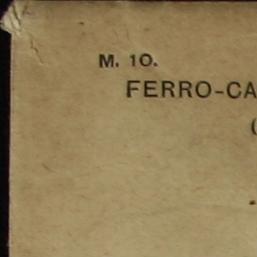 M. 10.
FERRO-CA
(